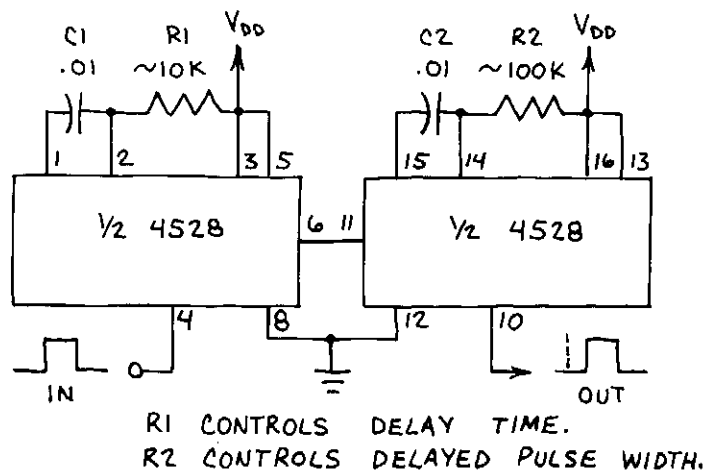 C1 R1 VDD C2 R2 VDD
.01 ~10K .01 ~100K
1 2 3 5 15 14 16 13
½ 4528 6 11 ½ 4528
4 8 12 10
IN OUT
R1 CONTROLS DELAY TIME.
R2 CONTROLS DELAYED PULSE WIDTH.